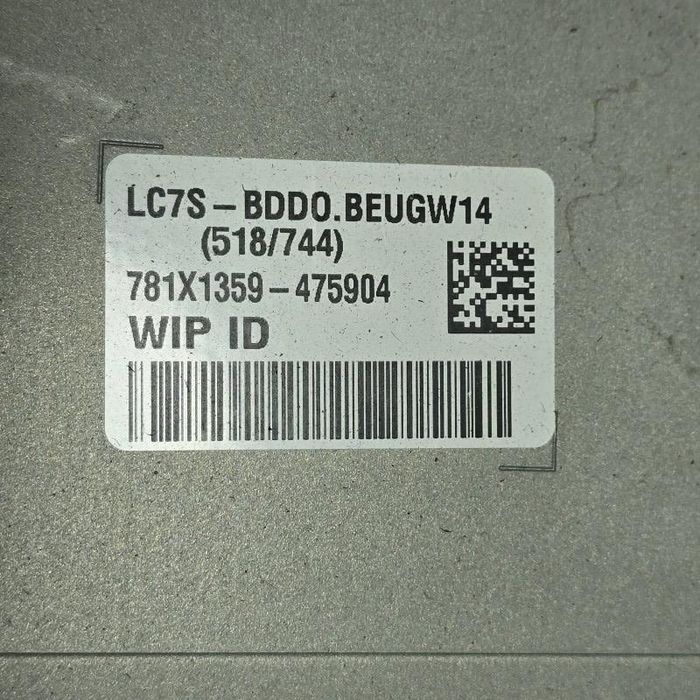 LC7S-BDDO.BEUGW14
(518/744)
781X1359-475904
WIP ID